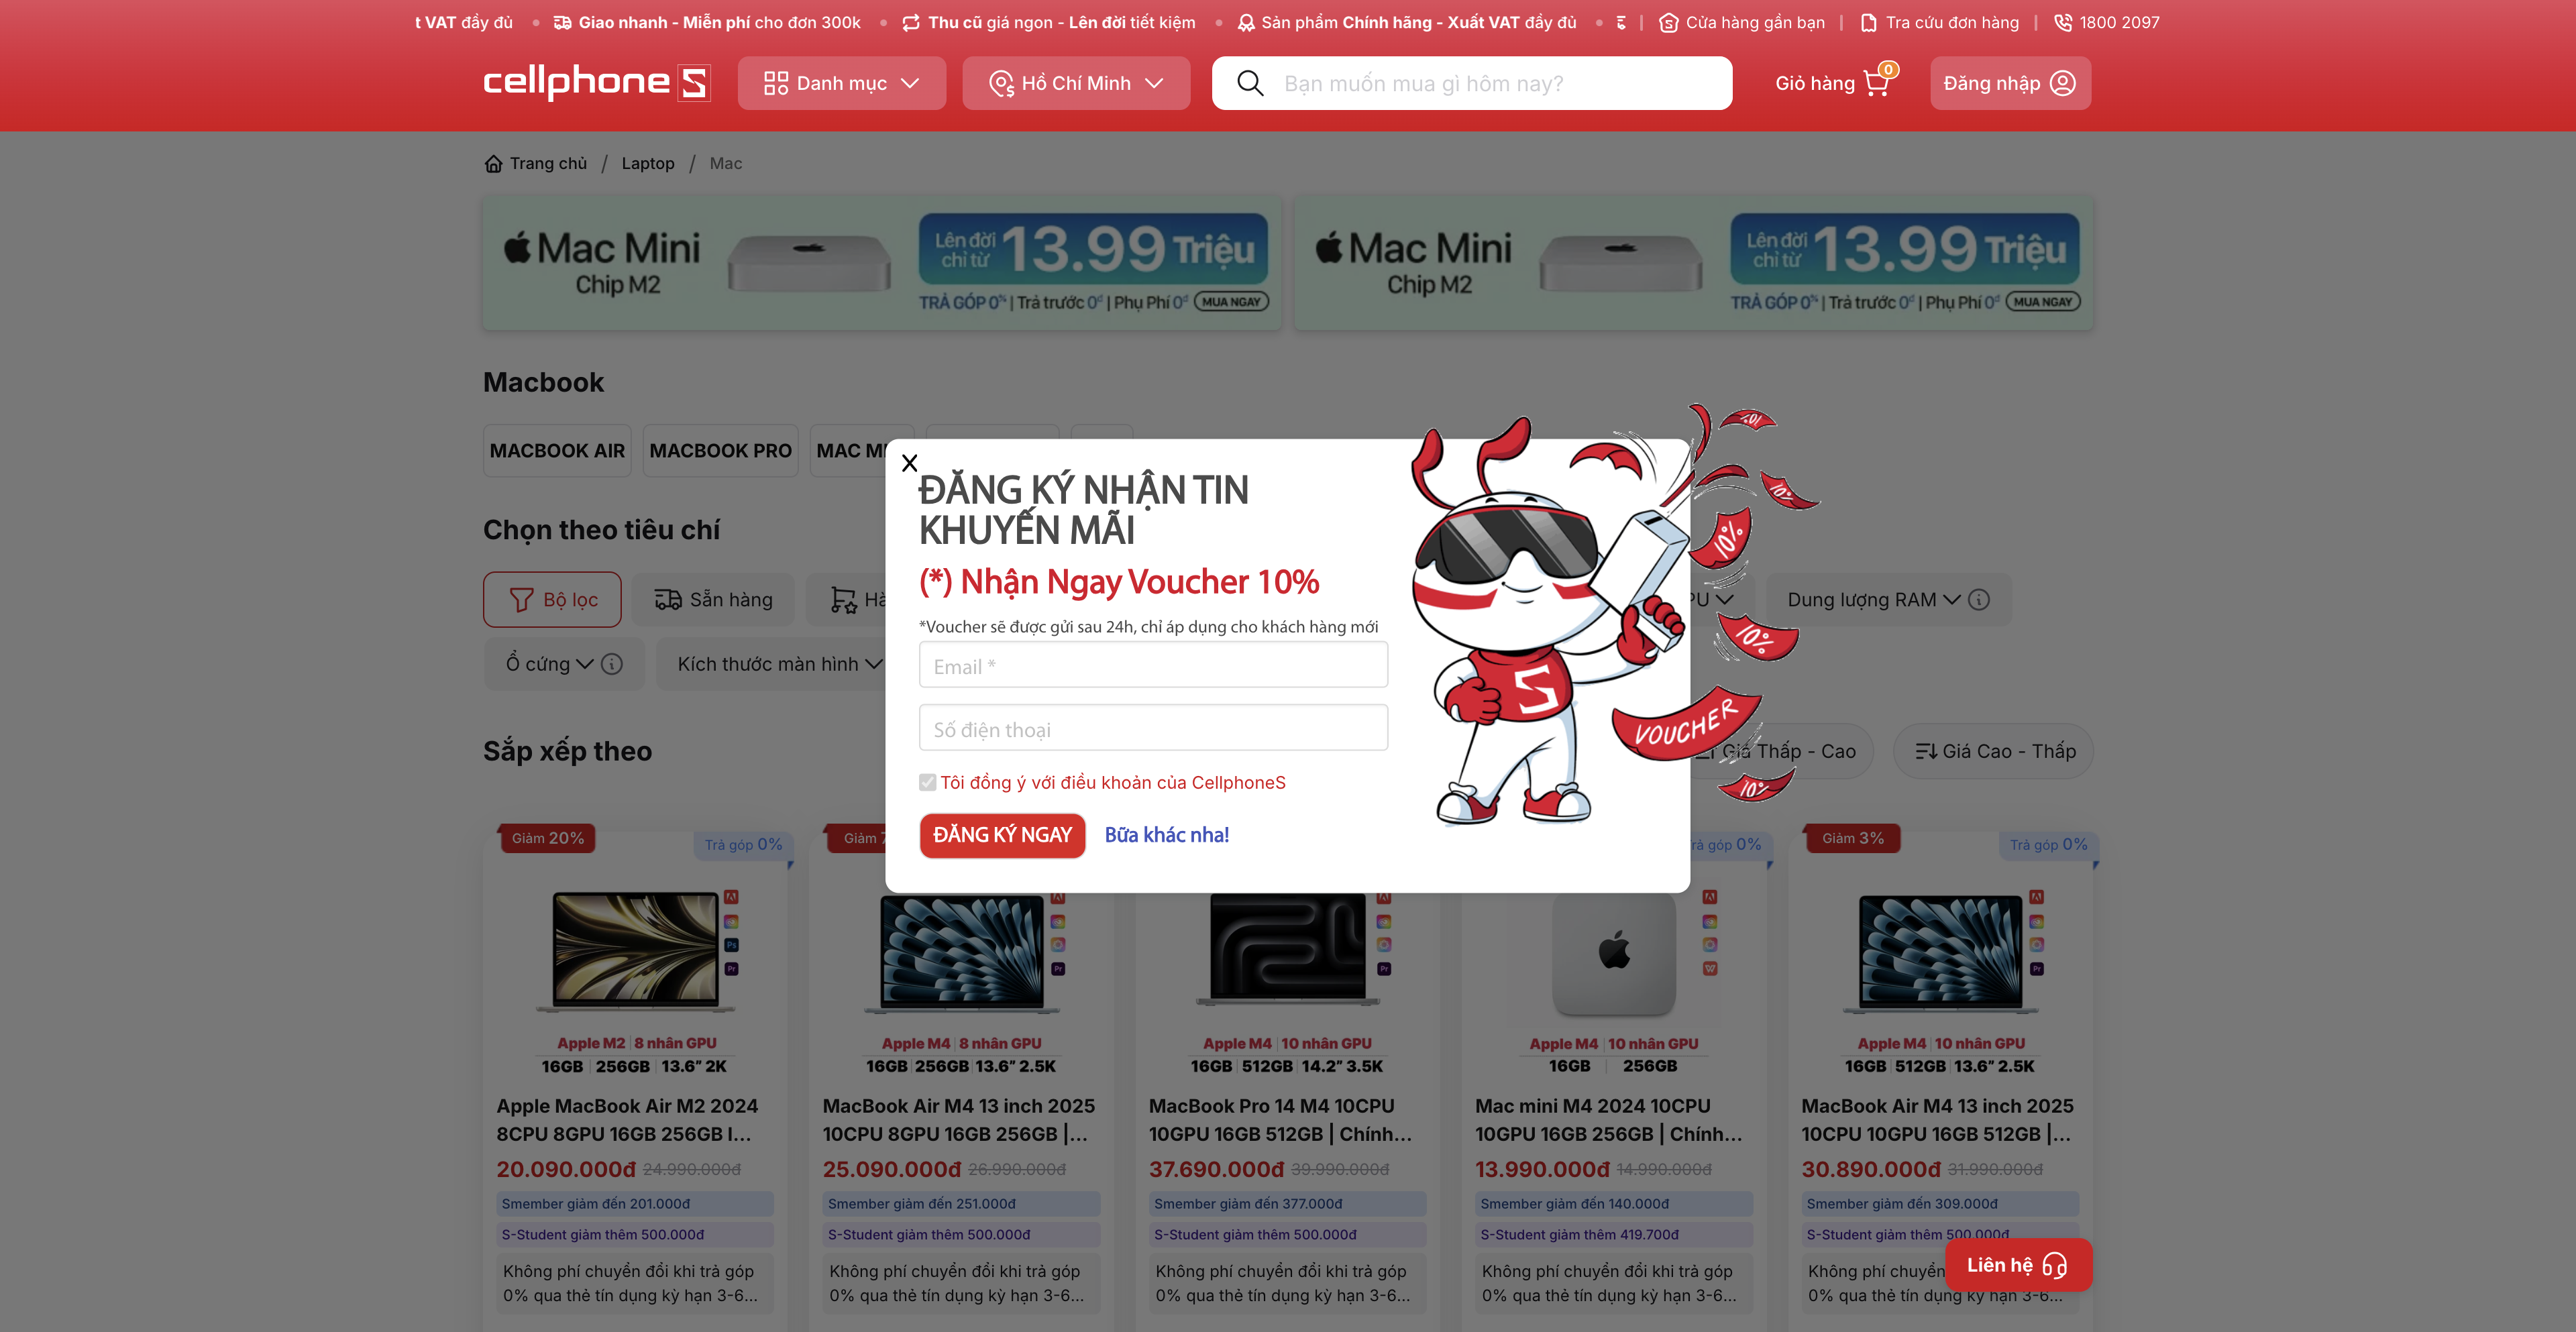 t VAT đầy đủ
Giao nhanh - Miễn phí cho đơn 300k
Thu cũ giá ngon - Lên đời tiết kiệm
Sản phẩm Chính hãng - Xuất VAT đầy đủ
Cửa hàng gần bạn
Tra cứu đơn hàng
1800 2097
cellphoneS
Danh mục
Hồ Chí Minh
Bạn muốn mua gì hôm nay?
Giỏ hàng 0
Đăng nhập
Trang chủ / Laptop / Mac
Mac Mini
Chip M2
Lên đời
chỉ từ 13.99 Triệu
TRẢ GÓP 0% | Trả trước 0đ | Phụ Phí 0đ MUA NGAY
Mac Mini
Chip M2
Lên đời
chỉ từ 13.99 Triệu
TRẢ GÓP 0% | Trả trước 0đ | Phụ Phí 0đ MUA NGAY
Macbook
MACBOOK AIR
MACBOOK PRO
MAC MI
Chọn theo tiêu chí
Bộ lọc
Sẵn hàng
Hà
PU
Dung lượng RAM
Ổ cứng
Kích thước màn hình
Sắp xếp theo
Giá Thấp - Cao
Giá Cao - Thấp
X
ĐĂNG KÝ NHẬN TIN
KHUYẾN MÃI
(*) Nhận Ngay Voucher 10%
*Voucher sẽ được gửi sau 24h, chỉ áp dụng cho khách hàng mới
Email *
Số điện thoại
Tôi đồng ý với điều khoản của CellphoneS
ĐĂNG KÝ NGAY
Bữa khác nha!
10%
10%
10%
10%
VOUCHER
10%
S
Giảm 20%
Trả góp 0%
Apple M2 | 8 nhân GPU
16GB | 256GB | 13.6” 2K
Apple MacBook Air M2 2024
8CPU 8GPU 16GB 256GB I...
20.090.000đ 24.990.000đ
Smember giảm đến 201.000đ
S-Student giảm thêm 500.000đ
Không phí chuyển đổi khi trả góp
0% qua thẻ tín dụng kỳ hạn 3-6...
Giảm 7
Apple M4 | 8 nhân GPU
16GB | 256GB | 13.6” 2.5K
MacBook Air M4 13 inch 2025
10CPU 8GPU 16GB 256GB |...
25.090.000đ 26.990.000đ
Smember giảm đến 251.000đ
S-Student giảm thêm 500.000đ
Không phí chuyển đổi khi trả góp
0% qua thẻ tín dụng kỳ hạn 3-6...
Apple M4 | 10 nhân GPU
16GB | 512GB | 14.2” 3.5K
MacBook Pro 14 M4 10CPU
10GPU 16GB 512GB | Chính...
37.690.000đ 39.990.000đ
Smember giảm đến 377.000đ
S-Student giảm thêm 500.000đ
Không phí chuyển đổi khi trả góp
0% qua thẻ tín dụng kỳ hạn 3-6...
rả góp 0%
Apple M4 | 10 nhân GPU
16GB | 256GB
Mac mini M4 2024 10CPU
10GPU 16GB 256GB | Chính...
13.990.000đ 14.990.000đ
Smember giảm đến 140.000đ
S-Student giảm thêm 419.700đ
Không phí chuyển đổi khi trả góp
0% qua thẻ tín dụng kỳ hạn 3-6...
Giảm 3%
Trả góp 0%
Apple M4 | 10 nhân GPU
16GB | 512GB | 13.6” 2.5K
MacBook Air M4 13 inch 2025
10CPU 10GPU 16GB 512GB |...
30.890.000đ 31.990.000đ
Smember giảm đến 309.000đ
S-Student giảm thêm 500.000đ
Không phí chuyển
0% qua thẻ tín dụng kỳ hạn 3-6...
Liên hệ